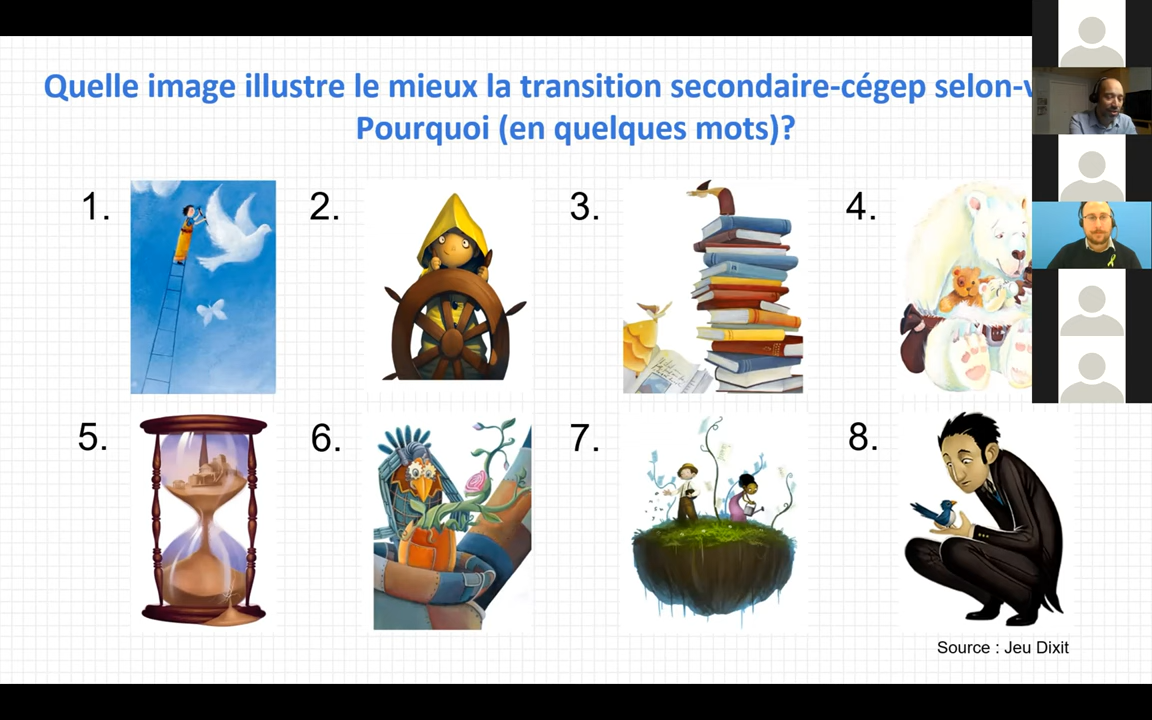 Quelle image illustre le mieux la transition secondaire-cégep selon-v
Pourquoi (en quelques mots)?
1.
2.
3.
4.
5.
6.
7.
8.
Source : Jeu Dixit